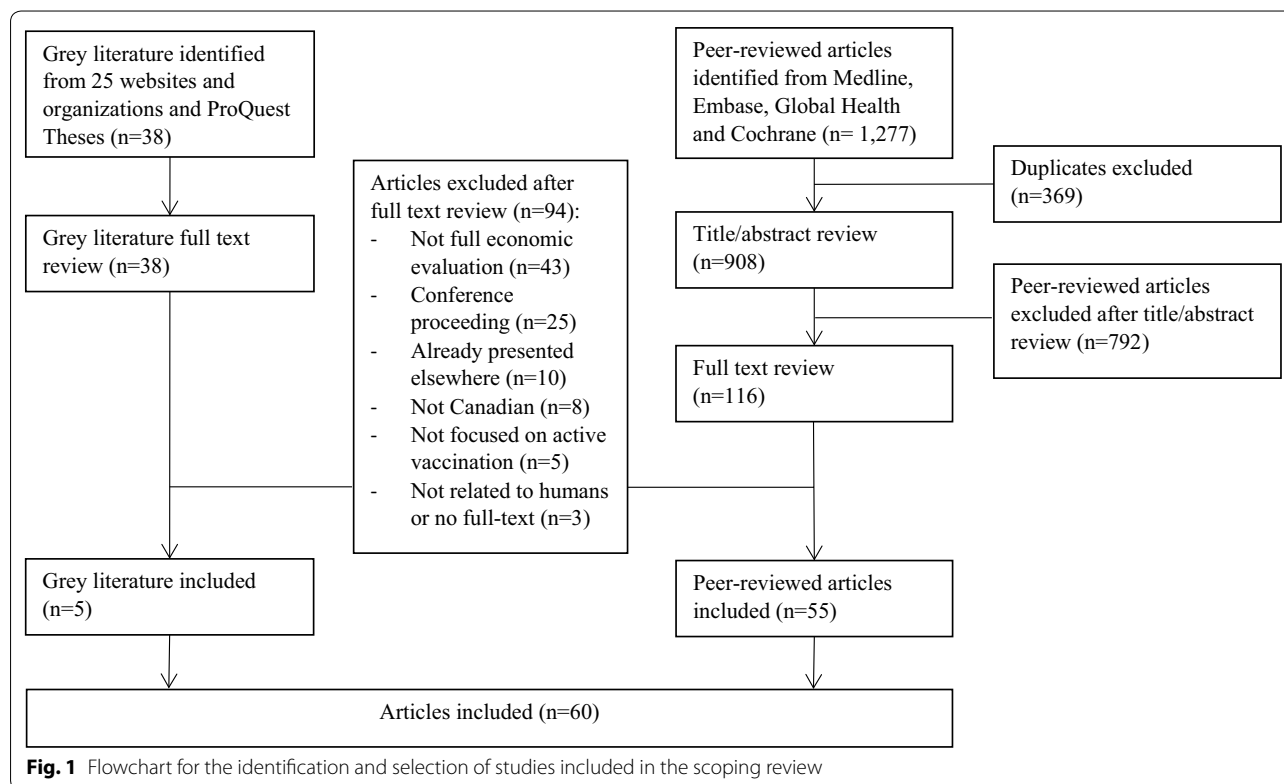 Grey literature identified
from 25 websites and
organizations and ProQuest
Theses (n=38)
Grey literature full text
review (n=38)
Articles excluded after
full text review (n=94):
- Not full economic
evaluation (n=43)
- Conference
proceeding (n=25)
- Already presented
elsewhere (n=10)
- Not Canadian (n=8)
- Not focused on active
vaccination (n=5)
- Not related to humans
or no full-text (n=3)
Peer-reviewed articles
identified from Medline,
Embase, Global Health
and Cochrane (n= 1,277)
Duplicates excluded
(n=369)
Title/abstract review
(n=908)
Peer-reviewed articles
excluded after title/abstract
review (n=792)
Full text review
(n=116)
Grey literature included
(n=5)
Peer-reviewed articles
included (n=55)
Articles included (n=60)
Fig. 1 Flowchart for the identification and selection of studies included in the scoping review